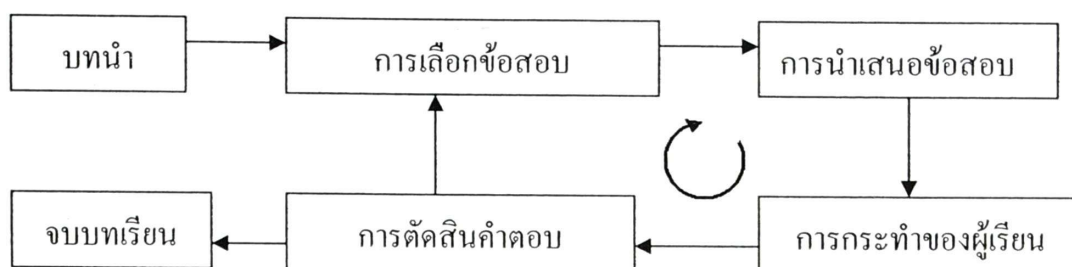 บทนำ
การเลือกข้อสอบ
การนำเสนอข้อสอบ
จบบทเรียน
การตัดสินคำตอบ
การกระทำของผู้เรียน